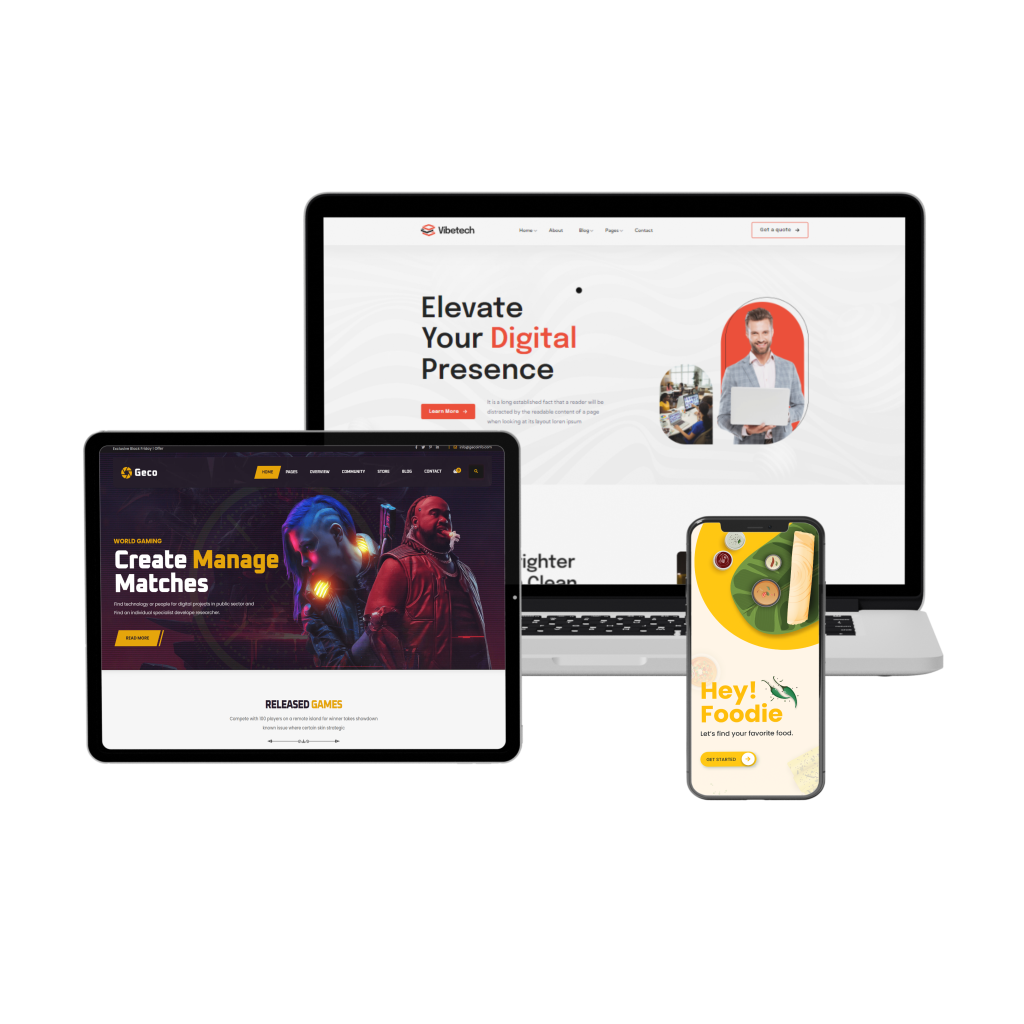 Vibetech
Home
About
Blog
Pages
Contact
Get a quote
Elevate
Your Digital
Presence
Learn More
It is a long established fact that a reader will be
distracted by the readable content of a page
when looking at its layout lorem ipsum
ighter
Clean
Exclusive Black Friday ! Offer
Geco
HOME
PAGES
OVERVIEW
COMMUNITY
STORE
BLOG
CONTACT
WORLD GAMING
Create Manage
Matches
Find technology or people for digital projects in public sector and
Find an individual specialist develope researcher.
READ MORE
RELEASED GAMES
Compete with 100 players on a remote island for winner takes showdown
known issue where certain skin strategic
Hey!
Foodie
Let's find your favorite food.
GET STARTED